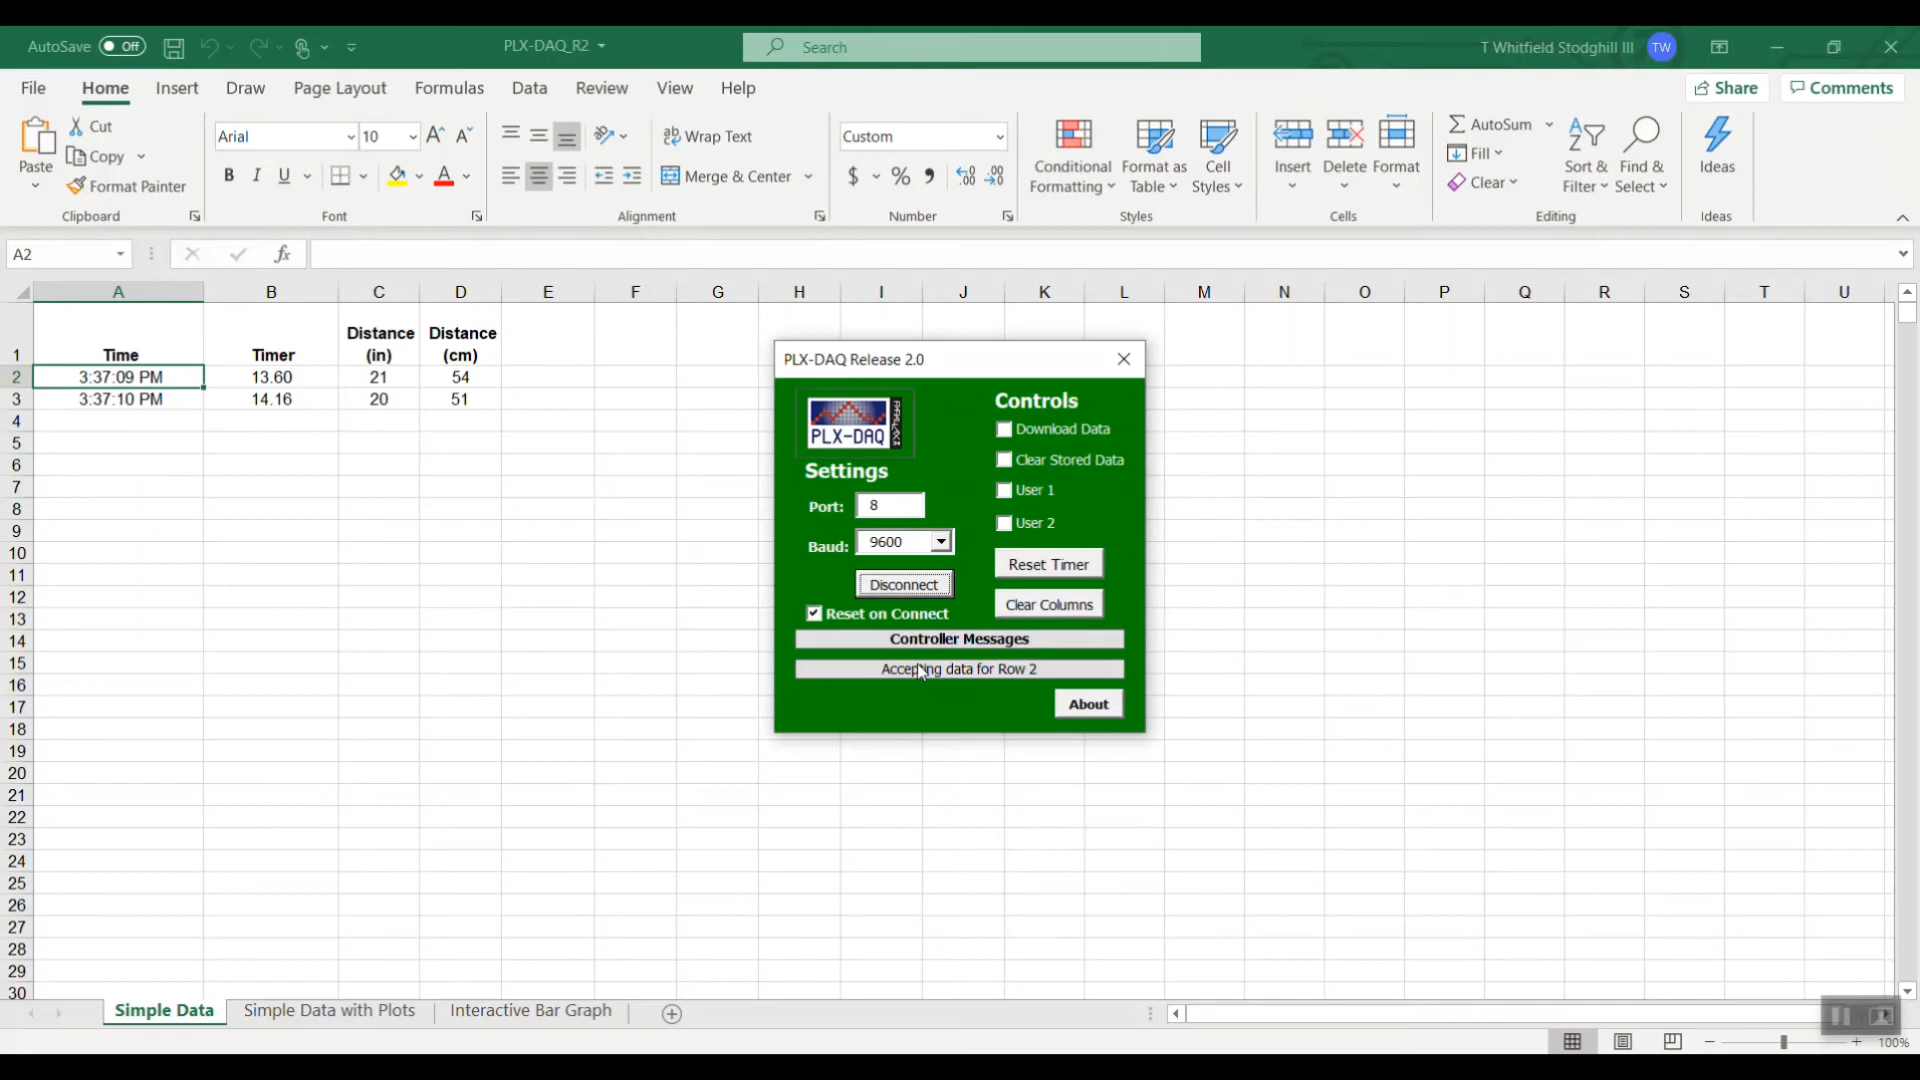 AutoSave Off PLX-DAQ_R2 Search T Whitfield Stodghill III TW
File Home Insert Draw Page Layout Formulas Data Review View Help Share Comments
Paste Cut Copy Format Painter Clipboard
Arial 10 B I U A Font
Wrap Text Merge & Center Alignment
Custom $ % Number
Conditional Formatting Format as Table Cell Styles Styles
Insert Delete Format Cells
AutoSum Fill Clear Sort & Filter Find & Select Editing
Ideas Ideas
A2 fx
A B C D E F G H I J K L M N O P Q R S T U
1 Time Timer Distance (in) Distance (cm)
2 3:37:09 PM 13.60 21 54
3 3:37:10 PM 14.16 20 51
4
5
6
7
8
9
10
11
12
13
14
15
16
17
18
19
20
21
22
23
24
25
26
27
28
29
30
PLX-DAQ Release 2.0
PLX-DAQ
Settings
Port: 8
Baud: 9600
Disconnect
Reset on Connect
Controls
Download Data
Clear Stored Data
User 1
User 2
Reset Timer
Clear Columns
Controller Messages
Accepting data for Row 2
About
Simple Data Simple Data with Plots Interactive Bar Graph
100%